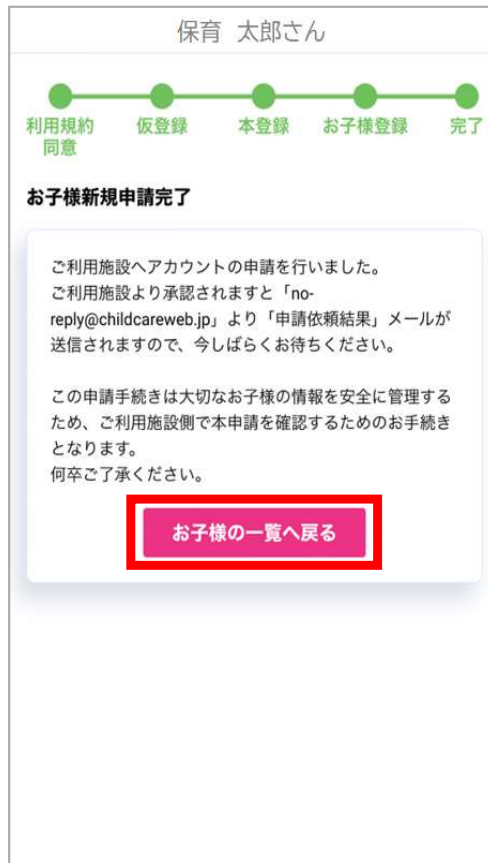 保育 太郎さん
利用規約 仮登録 本登録 お子様登録 完了
同意
お子様新規申請完了
ご利用施設へアカウントの申請を行いました。
ご利用施設より承認されますと「no-
reply@childcareweb.jp」より「申請依頼結果」メールが
送信されますので、今しばらくお待ちください。
この申請手続きは大切なお子様の情報を安全に管理する
ため、ご利用施設側で本申請を確認するためのお手続き
となります。
何卒ご了承ください。
お子様の一覧へ戻る